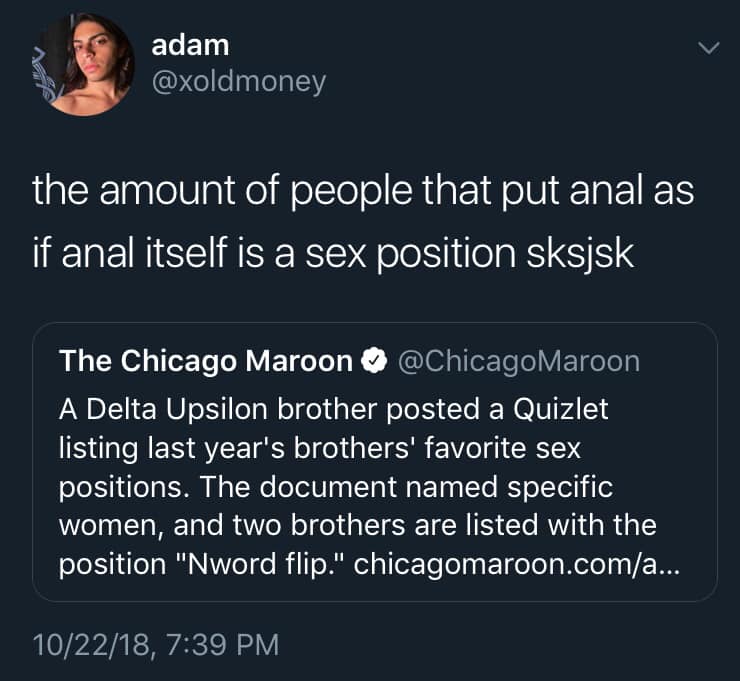 adam
@xoldmoney
the amount of people that put anal as
if anal itself is a sex position sksjsk
The Chicago Maroon @ChicagoMaroon
A Delta Upsilon brother posted a Quizlet
listing last year's brothers' favorite sex
positions. The document named specific
women, and two brothers are listed with the
position "Nword flip." chicagomaroon.com/a...
10/22/18, 7:39 PM